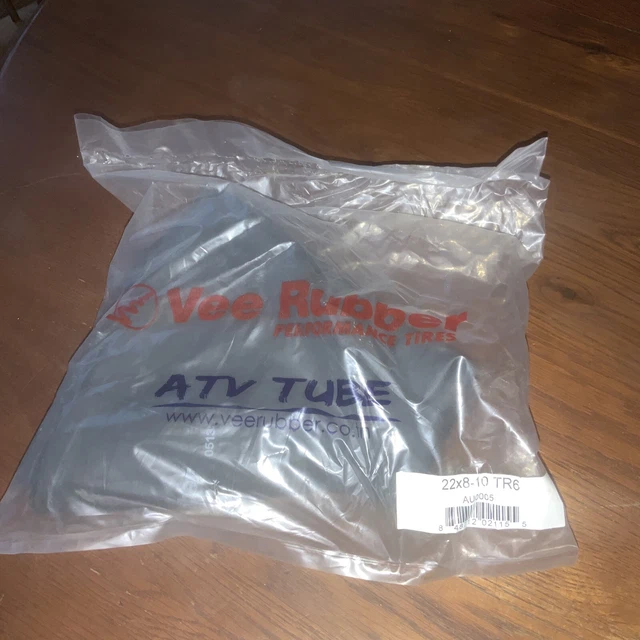 Vee Rubber
PERFORMANCE TIRES
ATV TUBE
22x8-10 TR6